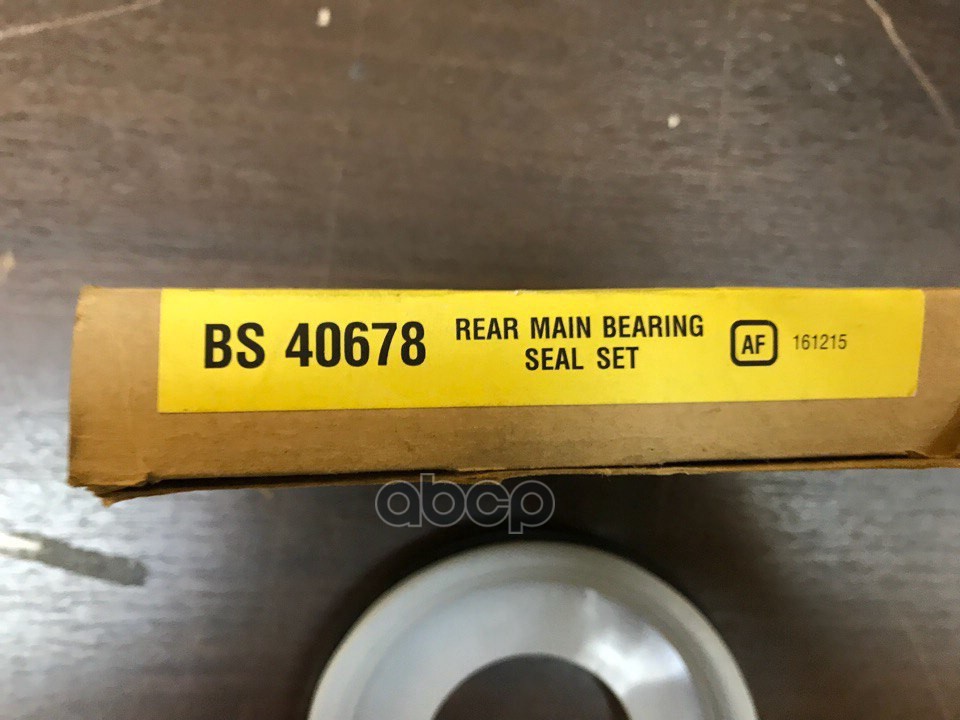 BS 40678
REAR MAIN BEARING
SEAL SET
AF
161215
abcp